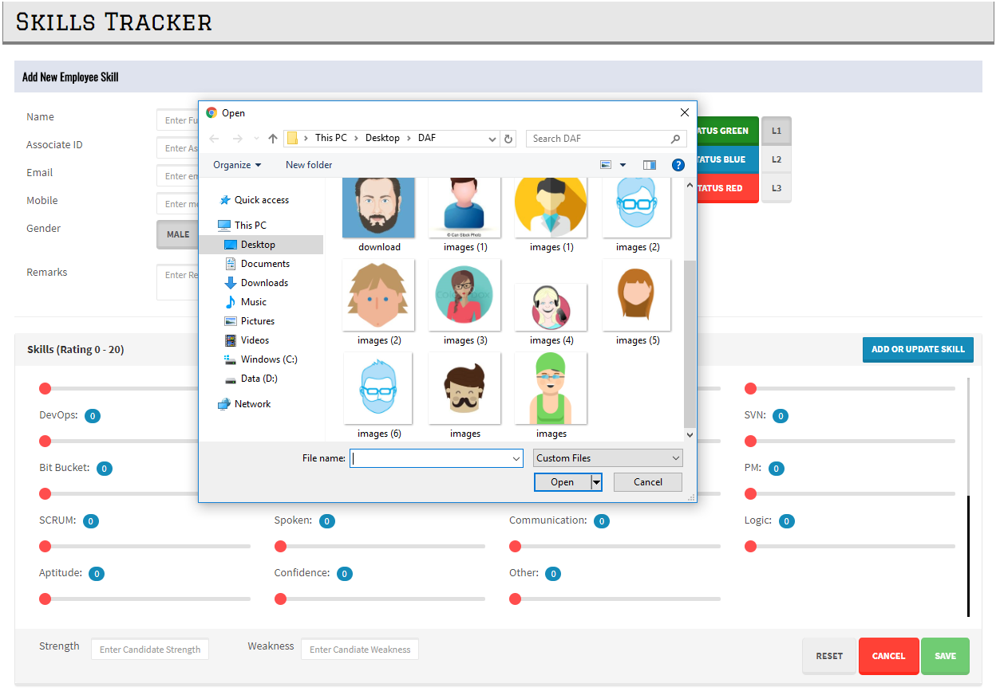 Skills Tracker
Add New Employee Skill
Name
Enter Fu
Associate ID
Enter As
Email
Enter em
Mobile
Enter mo
Gender
MALE
Remarks
Enter Re
Open
This PC
Desktop
DAF
Search DAF
Organize
New folder
Quick access
This PC
Desktop
Documents
Downloads
Music
Pictures
Videos
Windows (C:)
Data (D:)
Network
© Can Stock Photo
download
images (1)
images (1)
images (2)
images (2)
images (3)
images (4)
images (5)
images (6)
images
images
File name:
Custom Files
Open
Cancel
ATUS GREEN
L1
TATUS BLUE
L2
TATUS RED
L3
Skills (Rating 0 - 20)
ADD OR UPDATE SKILL
DevOps: 0
SVN: 0
Bit Bucket: 0
PM: 0
SCRUM: 0
Spoken: 0
Communication: 0
Logic: 0
Aptitude: 0
Confidence: 0
Other: 0
Strength
Enter Candidate Strength
Weakness
Enter Candiate Weakness
RESET
CANCEL
SAVE